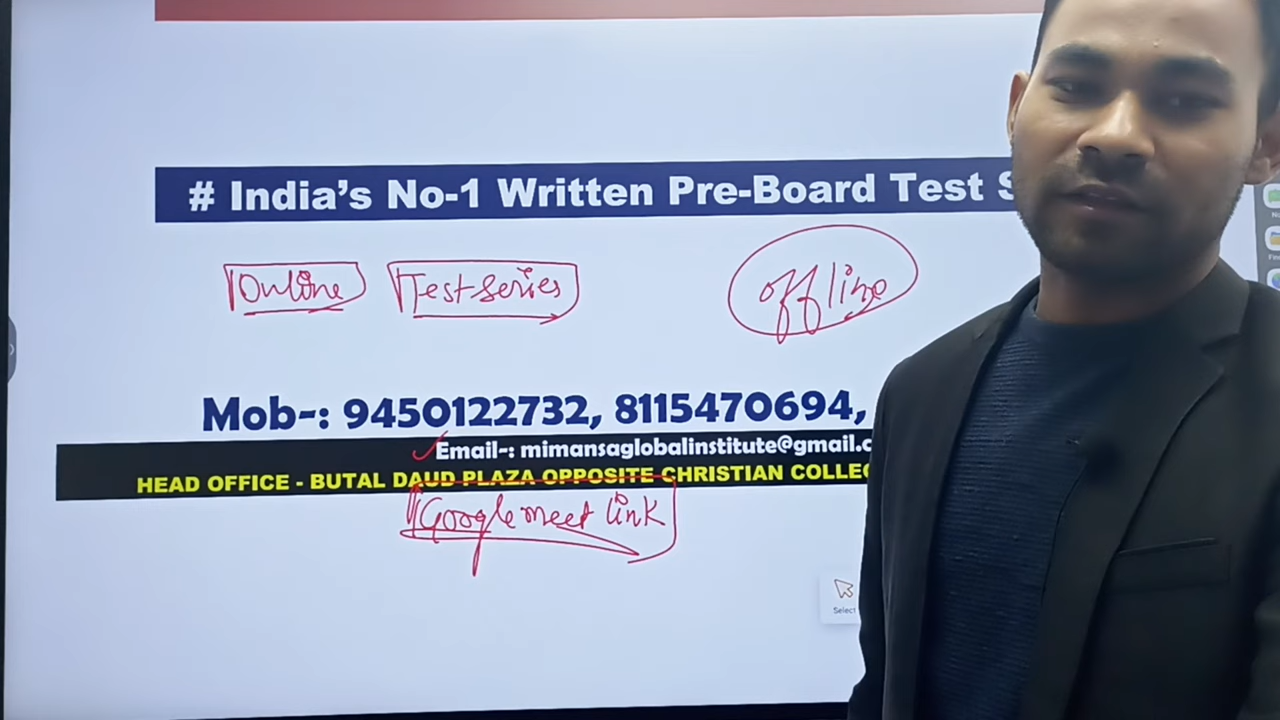 # India's No-1 Written Pre-Board Test S
Online Test Series offline
Mob-: 9450122732, 8115470694,
Email-: mimansaglobalinstitute@gmail.c
HEAD OFFICE - BUTAL DAUD PLAZA OPPOSITE CHRISTIAN COLLEG
Google meet link
Select